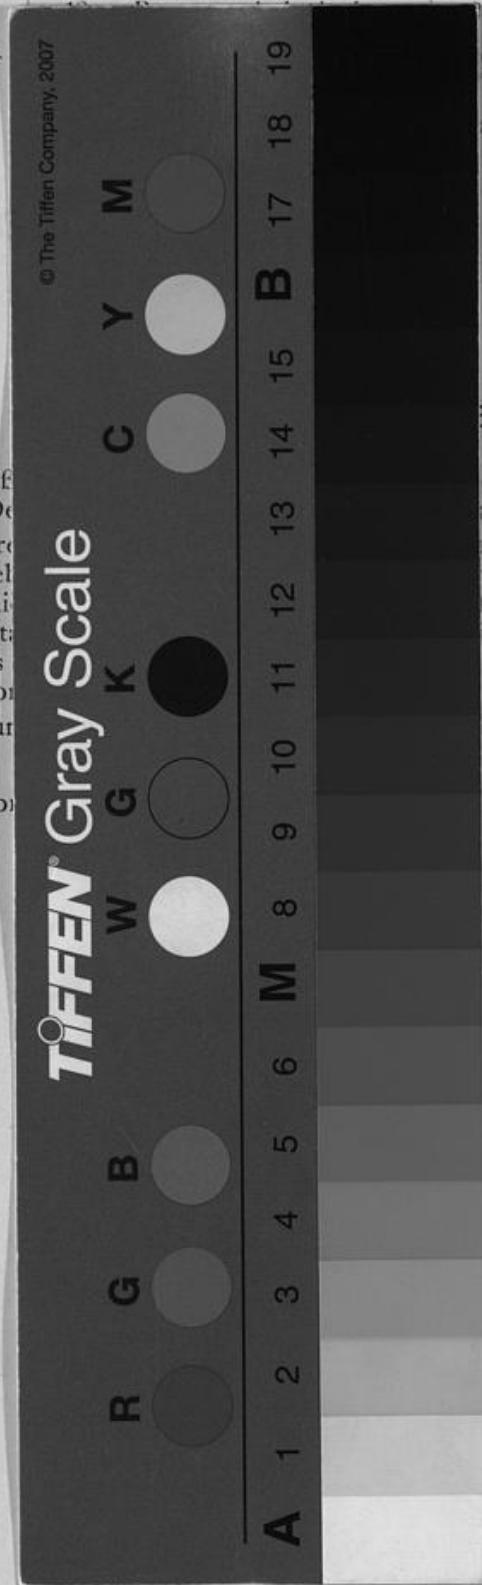 © The Tiffen Company, 2007
TIFFEN® Gray Scale
R G B W G K C Y M
A 1 2 3 4 5 6 M 8 9 10 11 12 13 14 15 B 17 18 19